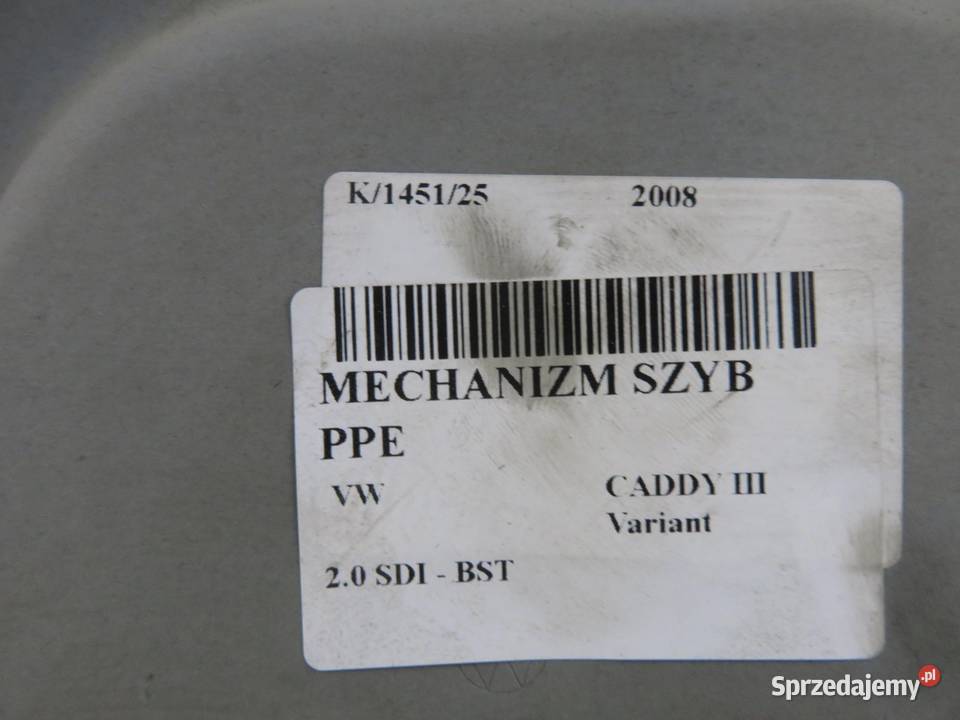 K/1451/25 2008
MECHANIZM SZYB
PPE
VW CADDY III
Variant
2.0 SDI - BST
Sprzedajemy.pl